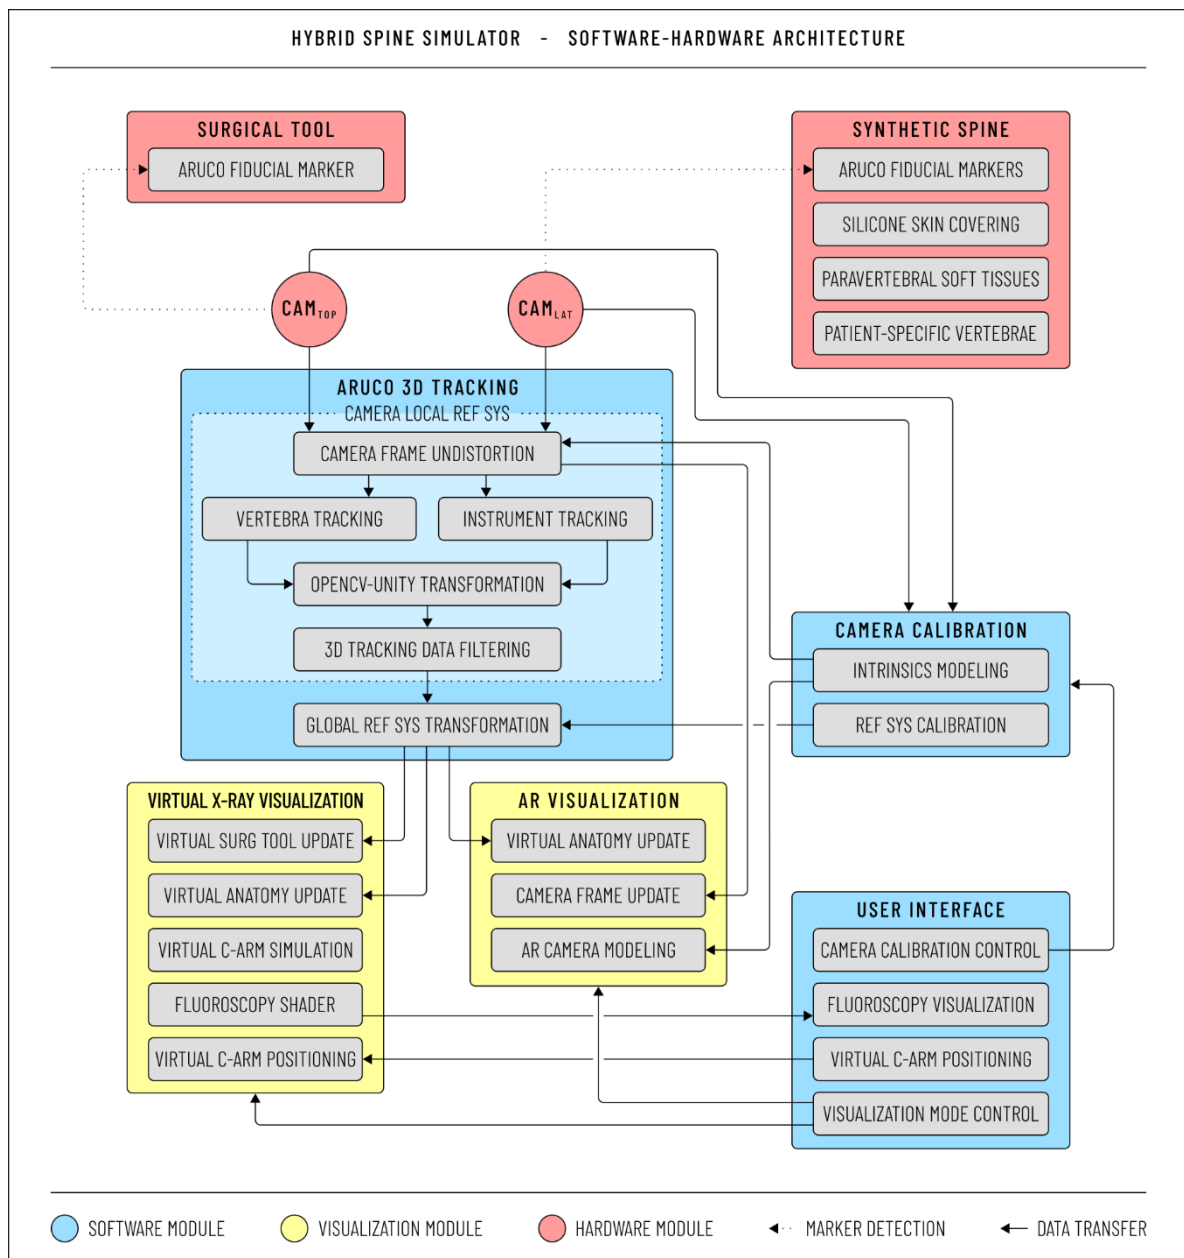 HYBRID SPINE SIMULATOR - SOFTWARE-HARDWARE ARCHITECTURE
SURGICAL TOOL
ARUCO FIDUCIAL MARKER
SYNTHETIC SPINE
ARUCO FIDUCIAL MARKERS
SILICONE SKIN COVERING
PARAVERTEBRAL SOFT TISSUES
PATIENT-SPECIFIC VERTEBRAE
CAM TOP
CAM LAT
ARUCO 3D TRACKING
CAMERA LOCAL REF SYS
CAMERA FRAME UNDISTORTION
VERTEBRA TRACKING
INSTRUMENT TRACKING
OPENCV-UNITY TRANSFORMATION
3D TRACKING DATA FILTERING
GLOBAL REF SYS TRANSFORMATION
CAMERA CALIBRATION
INTRINSICS MODELING
REF SYS CALIBRATION
VIRTUAL X-RAY VISUALIZATION
VIRTUAL SURG TOOL UPDATE
VIRTUAL ANATOMY UPDATE
VIRTUAL C-ARM SIMULATION
FLUOROSCOPY SHADER
VIRTUAL C-ARM POSITIONING
AR VISUALIZATION
VIRTUAL ANATOMY UPDATE
CAMERA FRAME UPDATE
AR CAMERA MODELING
USER INTERFACE
CAMERA CALIBRATION CONTROL
FLUOROSCOPY VISUALIZATION
VIRTUAL C-ARM POSITIONING
VISUALIZATION MODE CONTROL
SOFTWARE MODULE
VISUALIZATION MODULE
HARDWARE MODULE
MARKER DETECTION
DATA TRANSFER